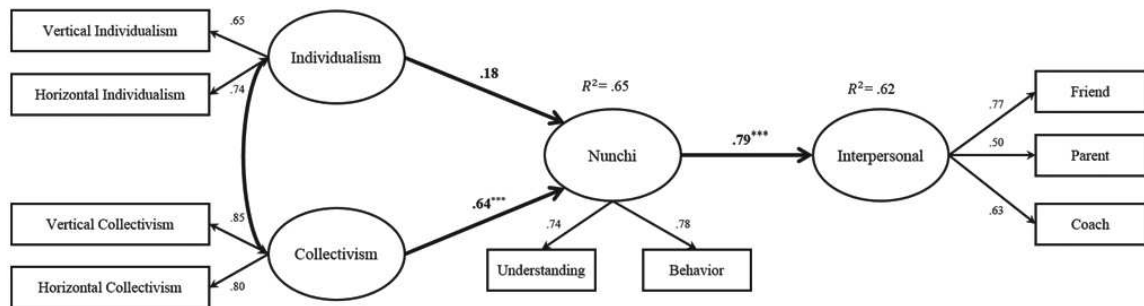 Vertical Individualism
.65
Individualism
Horizontal Individualism
.74
.18
R²= .65
R²= .62
Nunchi
.79***
Interpersonal
.77
Friend
.50
Parent
.63
Coach
Vertical Collectivism
.85
.64***
Collectivism
Horizontal Collectivism
.80
.74
.78
Understanding
Behavior